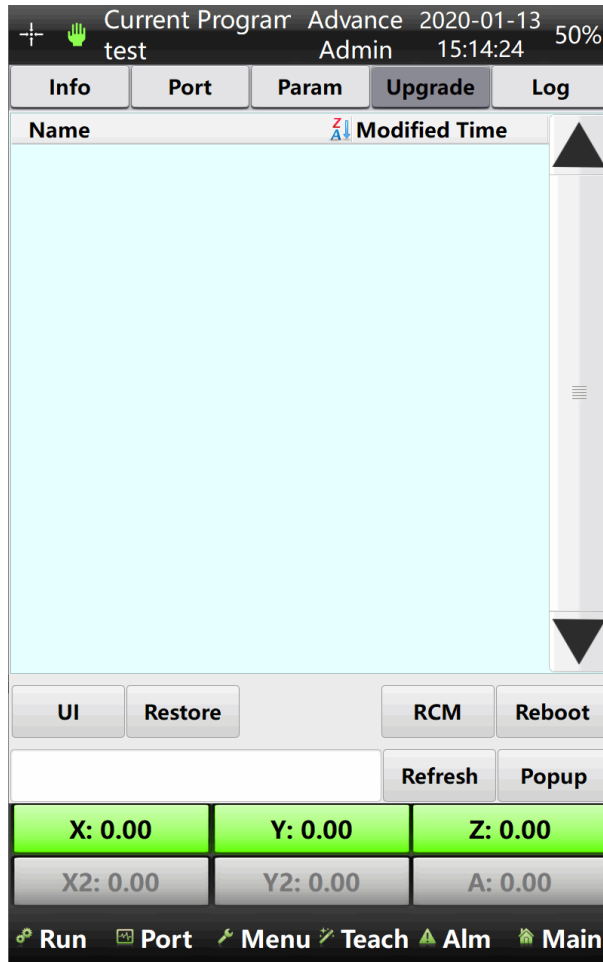 Current Program Advance 2020-01-13 50%
test Admin 15:14:24
Info Port Param Upgrade Log
Name Modified Time
UI Restore RCM Reboot
Refresh Popup
X: 0.00 Y: 0.00 Z: 0.00
X2: 0.00 Y2: 0.00 A: 0.00
Run Port Menu Teach Alm Main